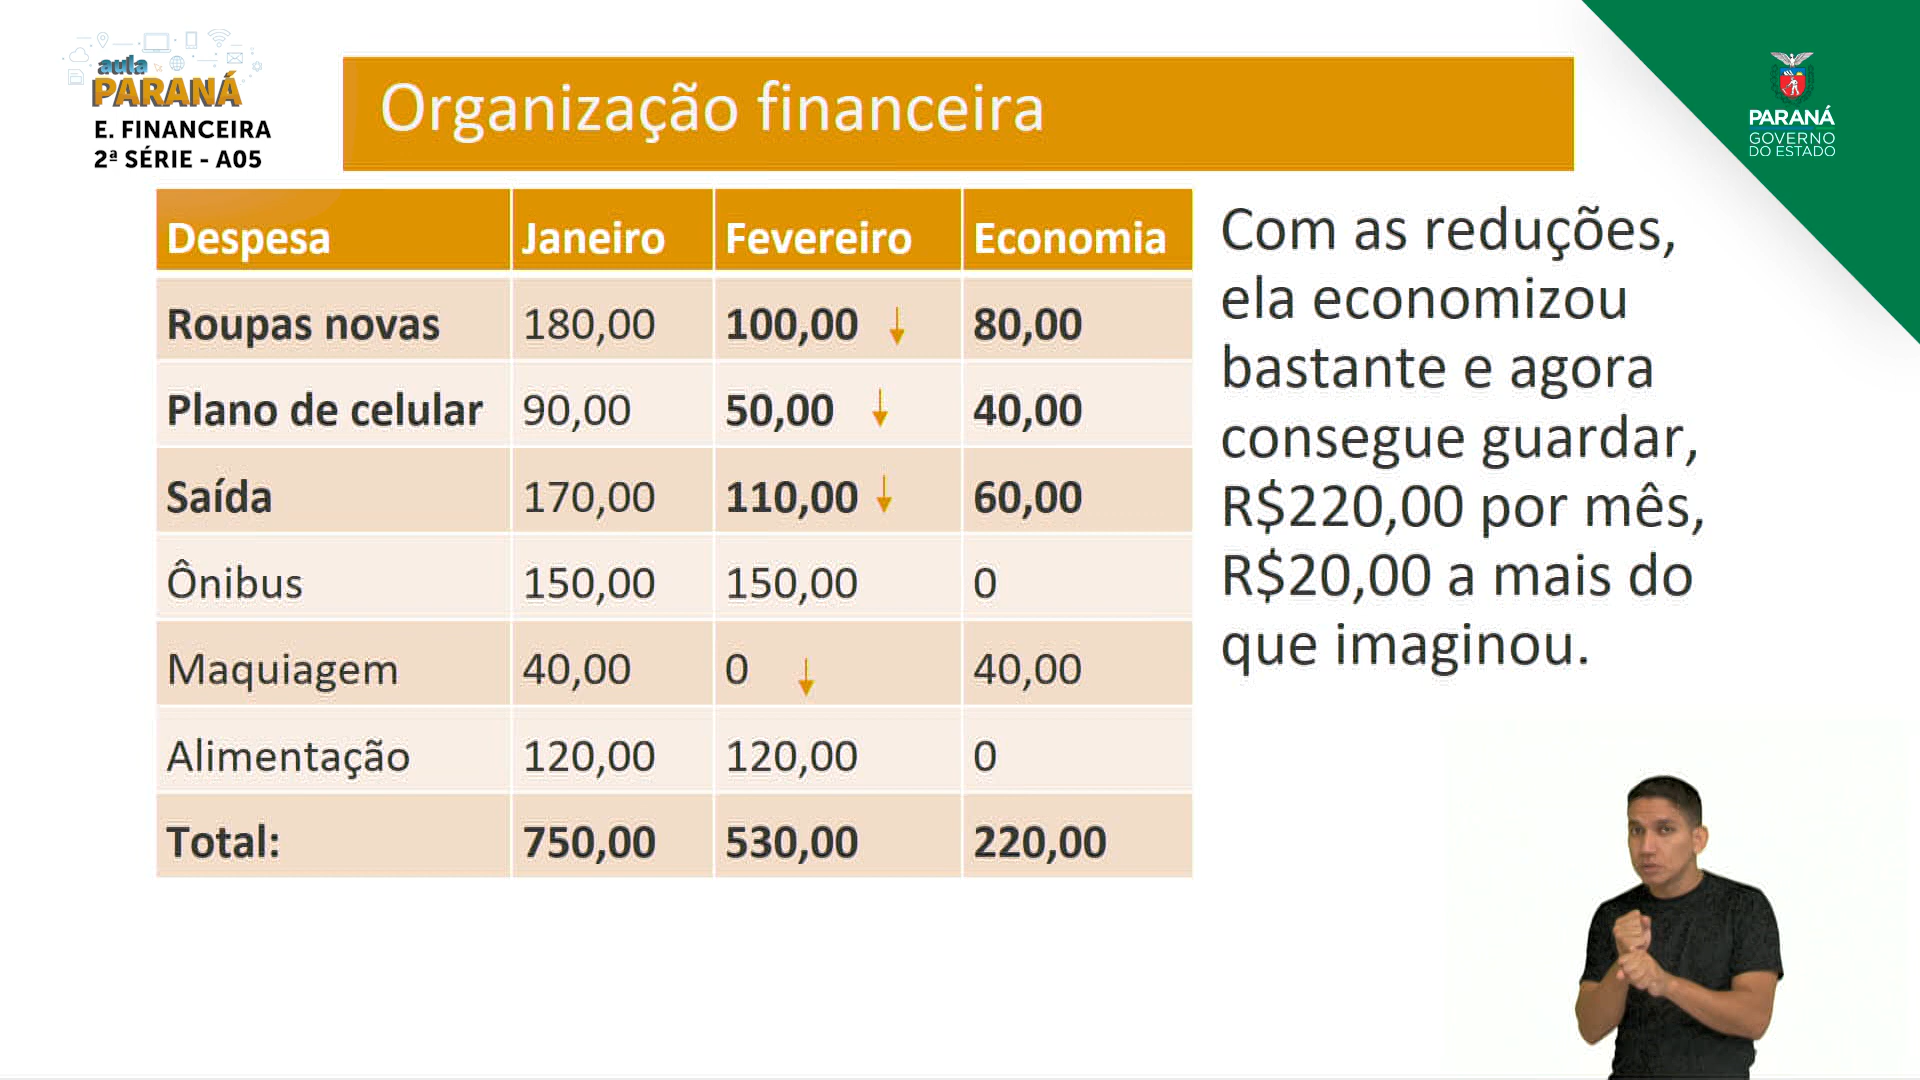 aula
PARANÁ
E. FINANCEIRA
2ª SÉRIE - A05
Organização financeira
PARANÁ
GOVERNO
DO ESTADO
Despesa Janeiro Fevereiro Economia
Roupas novas 180,00 100,00 ↓ 80,00
Plano de celular 90,00 50,00 ↓ 40,00
Saída 170,00 110,00 ↓ 60,00
Ônibus 150,00 150,00 0
Maquiagem 40,00 0 ↓ 40,00
Alimentação 120,00 120,00 0
Total: 750,00 530,00 220,00
Com as reduções,
ela economizou
bastante e agora
consegue guardar,
R$220,00 por mês,
R$20,00 a mais do
que imaginou.